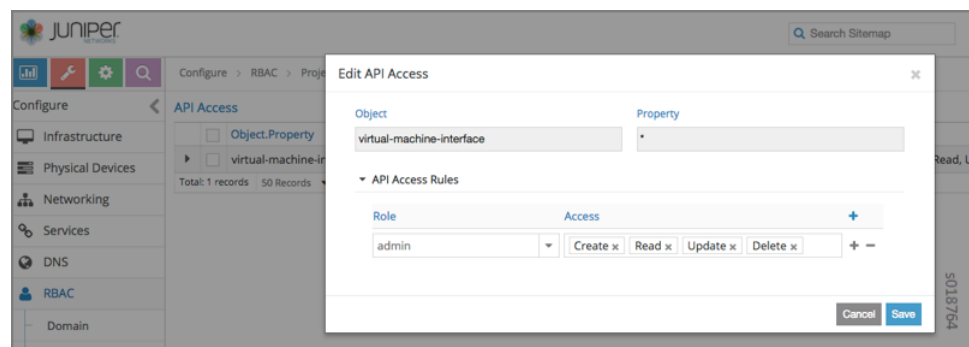 JUNIPEr
NETWORKS
Search Sitemap
Configure > RBAC > Proje
Edit API Access
×
Configure
API Access
Object
Property
Infrastructure
Object.Property
virtual-machine-interface
*
Physical Devices
virtual-machine-in
Read, U
Total: 1 records 50 Records
API Access Rules
Networking
Services
Role
Access
+
admin
Create × Read × Update × Delete ×
+ −
DNS
RBAC
Domain
Cancel
Save
s018764